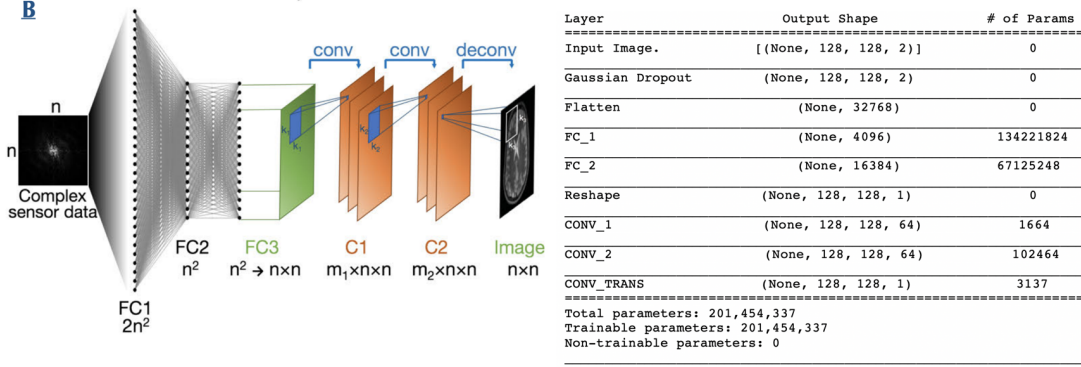 B
conv
conv
deconv
n
n
k₁
k₁
k₂
k₂
Complex
sensor data
FC2
n²
FC3
n² → n×n
C1
m₁×n×n
C2
m₂×n×n
Image
n×n
FC1
2n²
Layer Output Shape # of Params
Input Image. [(None, 128, 128, 2)] 0
Gaussian Dropout (None, 128, 128, 2) 0
Flatten (None, 32768) 0
FC_1 (None, 4096) 134221824
FC_2 (None, 16384) 67125248
Reshape (None, 128, 128, 1) 0
CONV_1 (None, 128, 128, 64) 1664
CONV_2 (None, 128, 128, 64) 102464
CONV_TRANS (None, 128, 128, 1) 3137
Total parameters: 201,454,337
Trainable parameters: 201,454,337
Non-trainable parameters: 0